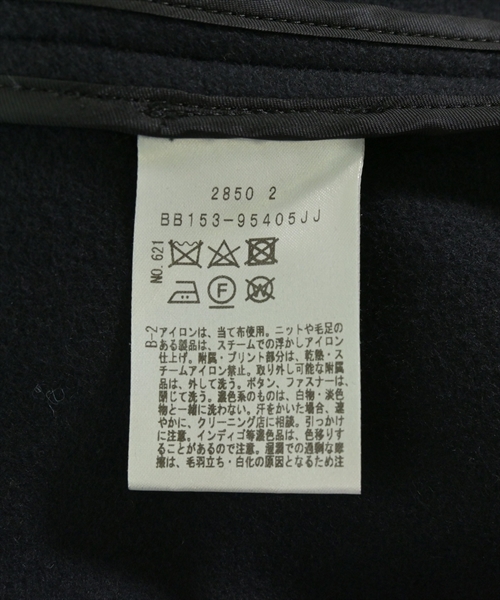 2850 2
BB153-95405JJ
NO.621
F
W
B-2
アイロンは、当て布使用。ニットや毛足の
ある製品は、スチームでの浮かしアイロン
仕上げ。附属・プリント部分は、乾熱・ス
チームアイロン禁止。取り外し可能な附属
品は、外して洗う。ボタン、ファスナーは、
閉じて洗う。濃色系のものは、白物・淡色
物と一緒に洗わない。汗をかいた場合、速
やかに、クリーニング店に相談。引っかけ
に注意。インディゴ等濃色品は、色移りす
ることがあるので注意。湿潤での過剰な摩
擦は、毛羽立ち・白化の原因となるため注